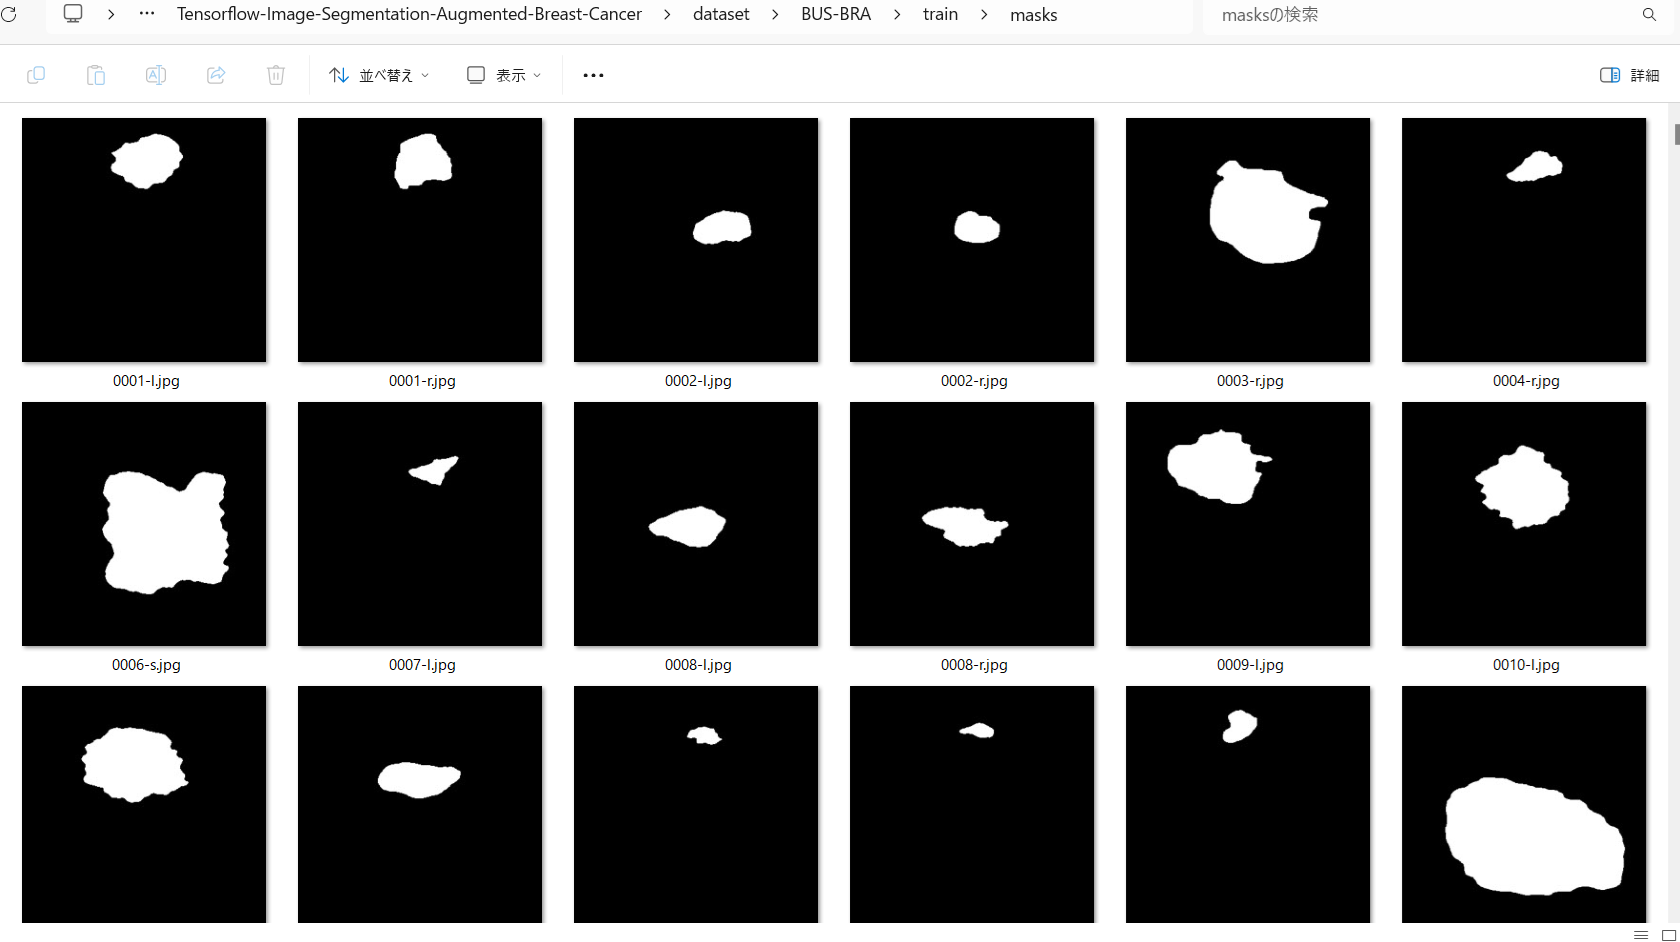 Tensorflow-Image-Segmentation-Augmented-Breast-Cancer > dataset > BUS-BRA > train > masks
masksの検索
並べ替え 表示 詳細
0001-l.jpg 0001-r.jpg 0002-l.jpg 0002-r.jpg 0003-r.jpg 0004-r.jpg
0006-s.jpg 0007-l.jpg 0008-l.jpg 0008-r.jpg 0009-l.jpg 0010-l.jpg